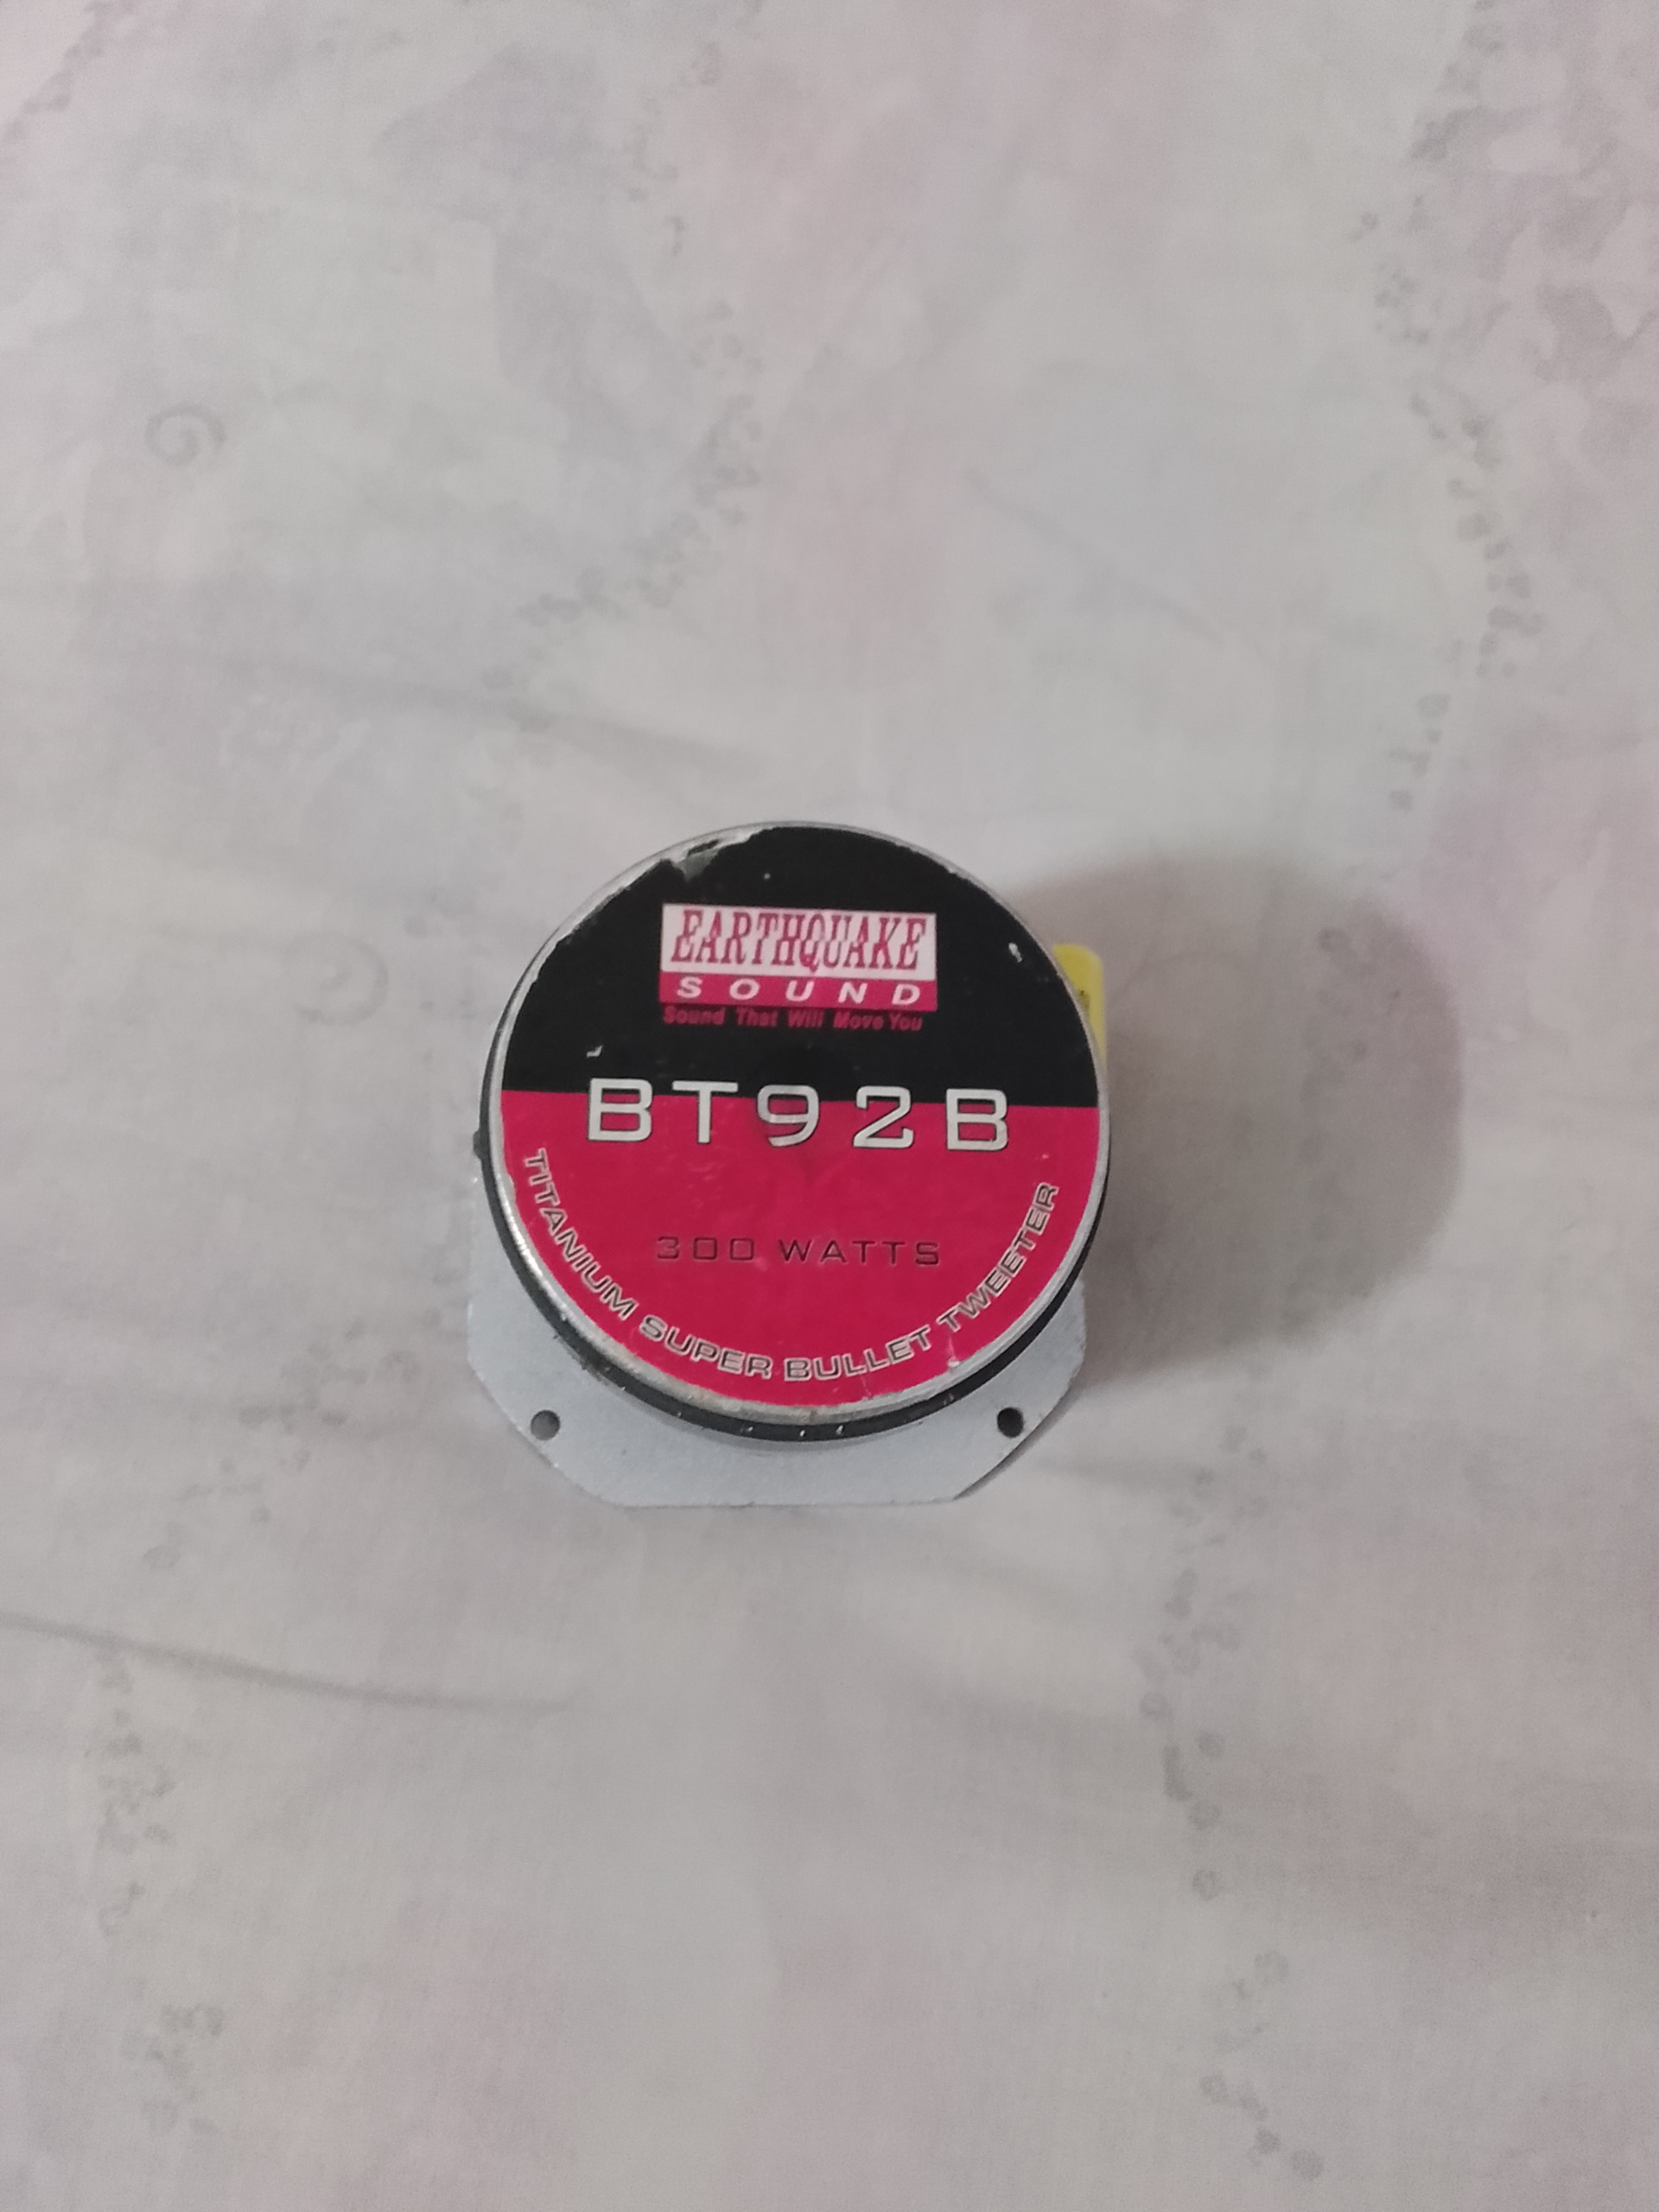 EARTHQUAKE
SOUND
Sound That Will Move You
BT92B
300 WATTS
TITANIUM SUPER BULLET TWEETER